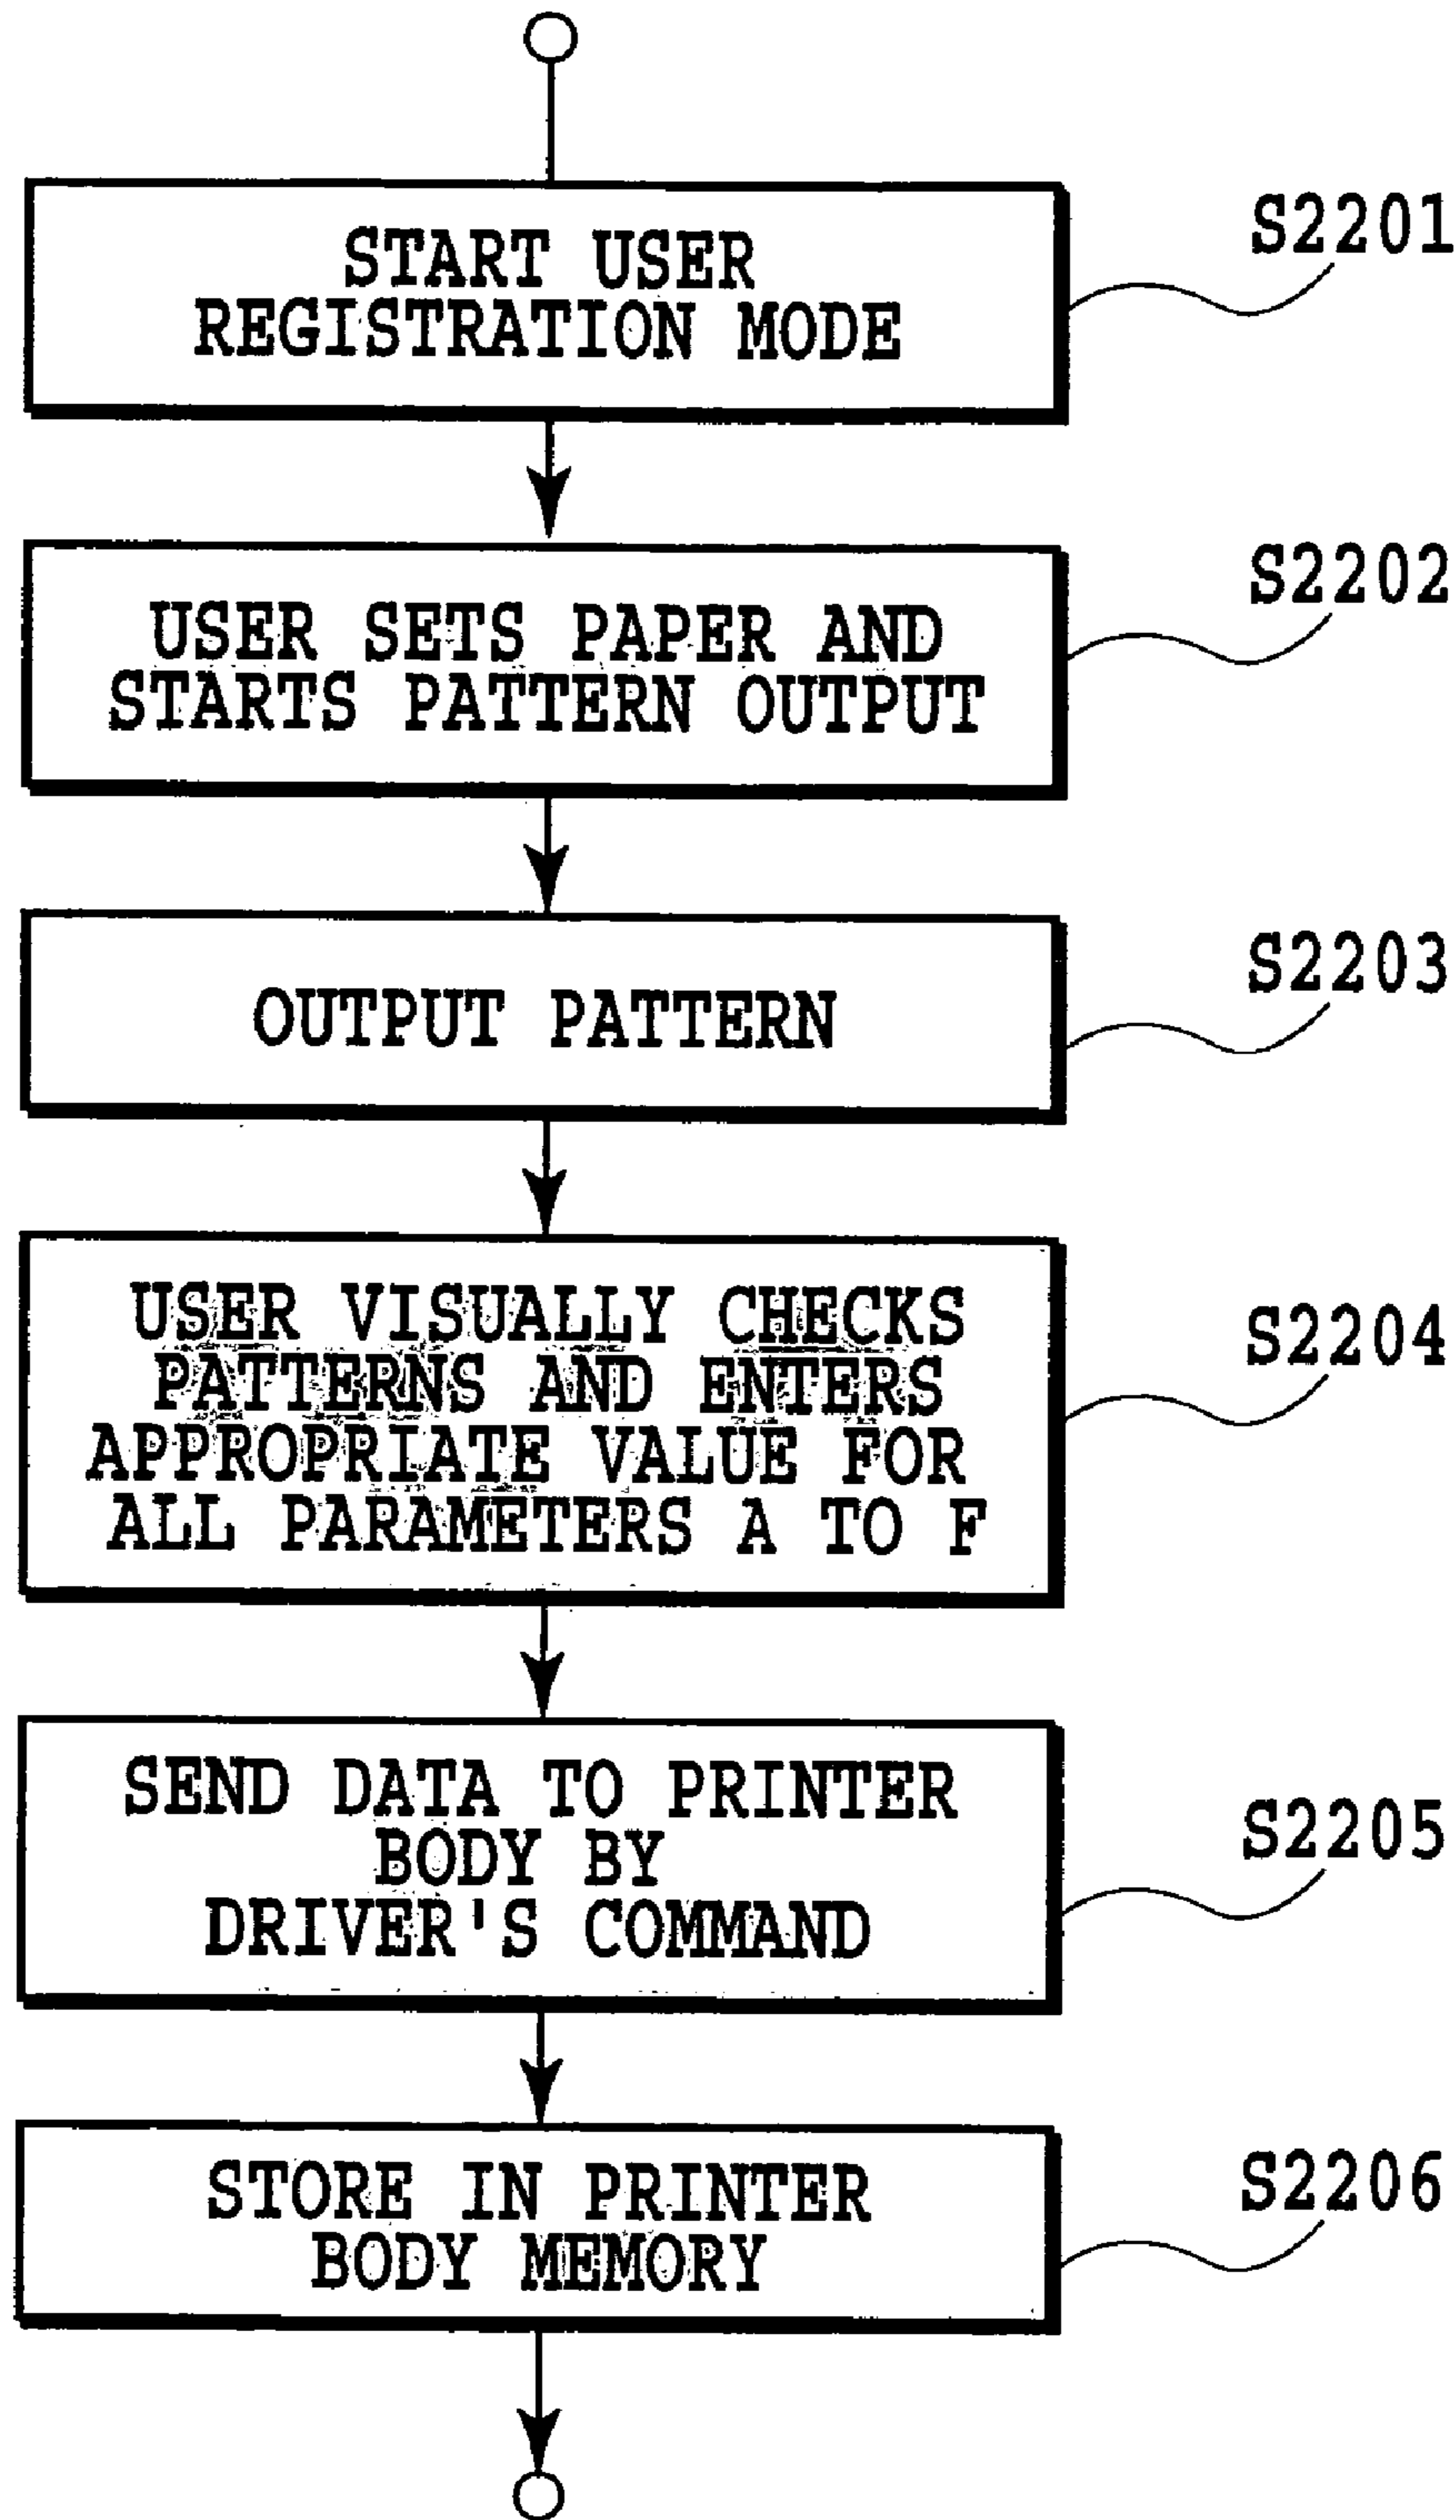 START USER
REGISTRATION MODE
S2201
USER SETS PAPER AND
STARTS PATTERN OUTPUT
S2202
OUTPUT PATTERN
S2203
USER VISUALLY CHECKS
PATTERNS AND ENTERS
APPROPRIATE VALUE FOR
ALL PARAMETERS A TO F
S2204
SEND DATA TO PRINTER
BODY BY
DRIVER'S COMMAND
S2205
STORE IN PRINTER
BODY MEMORY
S2206